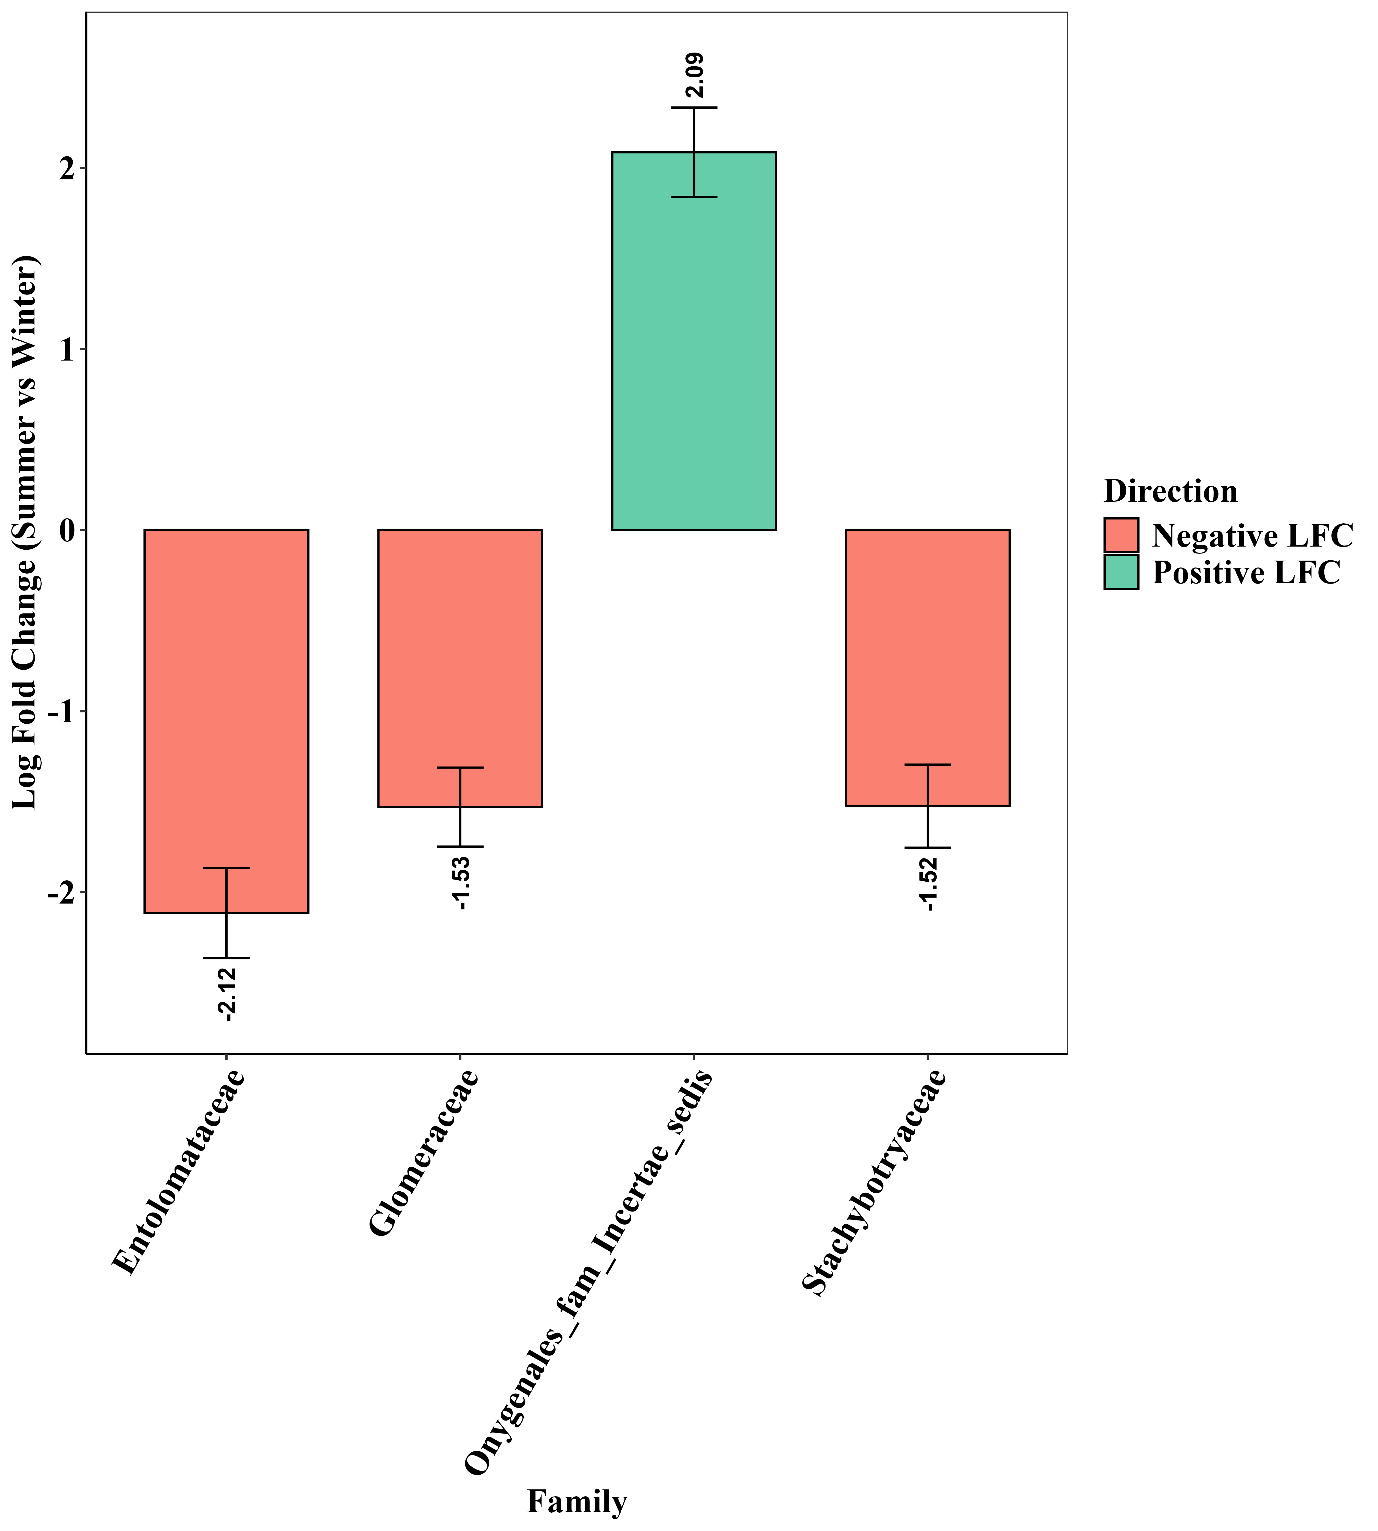 Log Fold Change (Summer vs Winter)
2
1
0
-1
-2
-2.12
-1.53
2.09
-1.52
Entolomataceae
Glomeraceae
Onygenales_fam_Incertae_sedis
Stachybotryaceae
Family
Direction
Negative LFC
Positive LFC